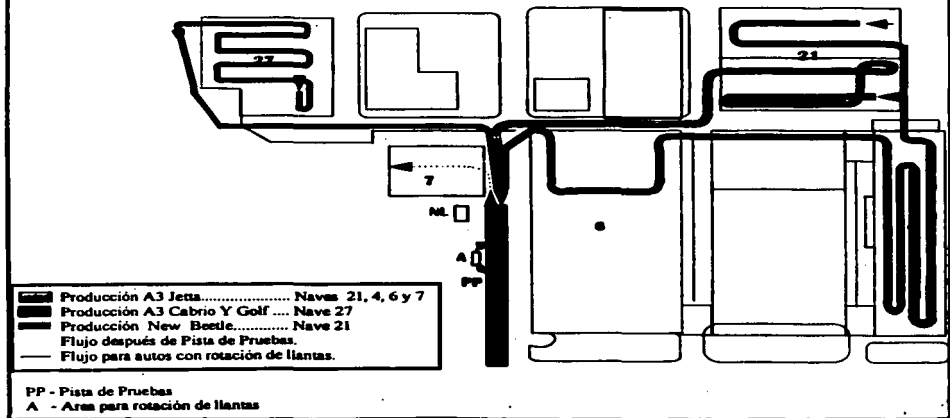 27
21
7
NL
6
A
PP
Producción A3 Jetta...................... Naves 21, 4, 6 y 7
Producción A3 Cabrio Y Golf .... Nave 27
Producción New Beetle............. Nave 21
Flujo después de Pista de Pruebas.
Flujo para autos con rotación de llantas.
PP - Pista de Pruebas
A - Area para rotación de llantas